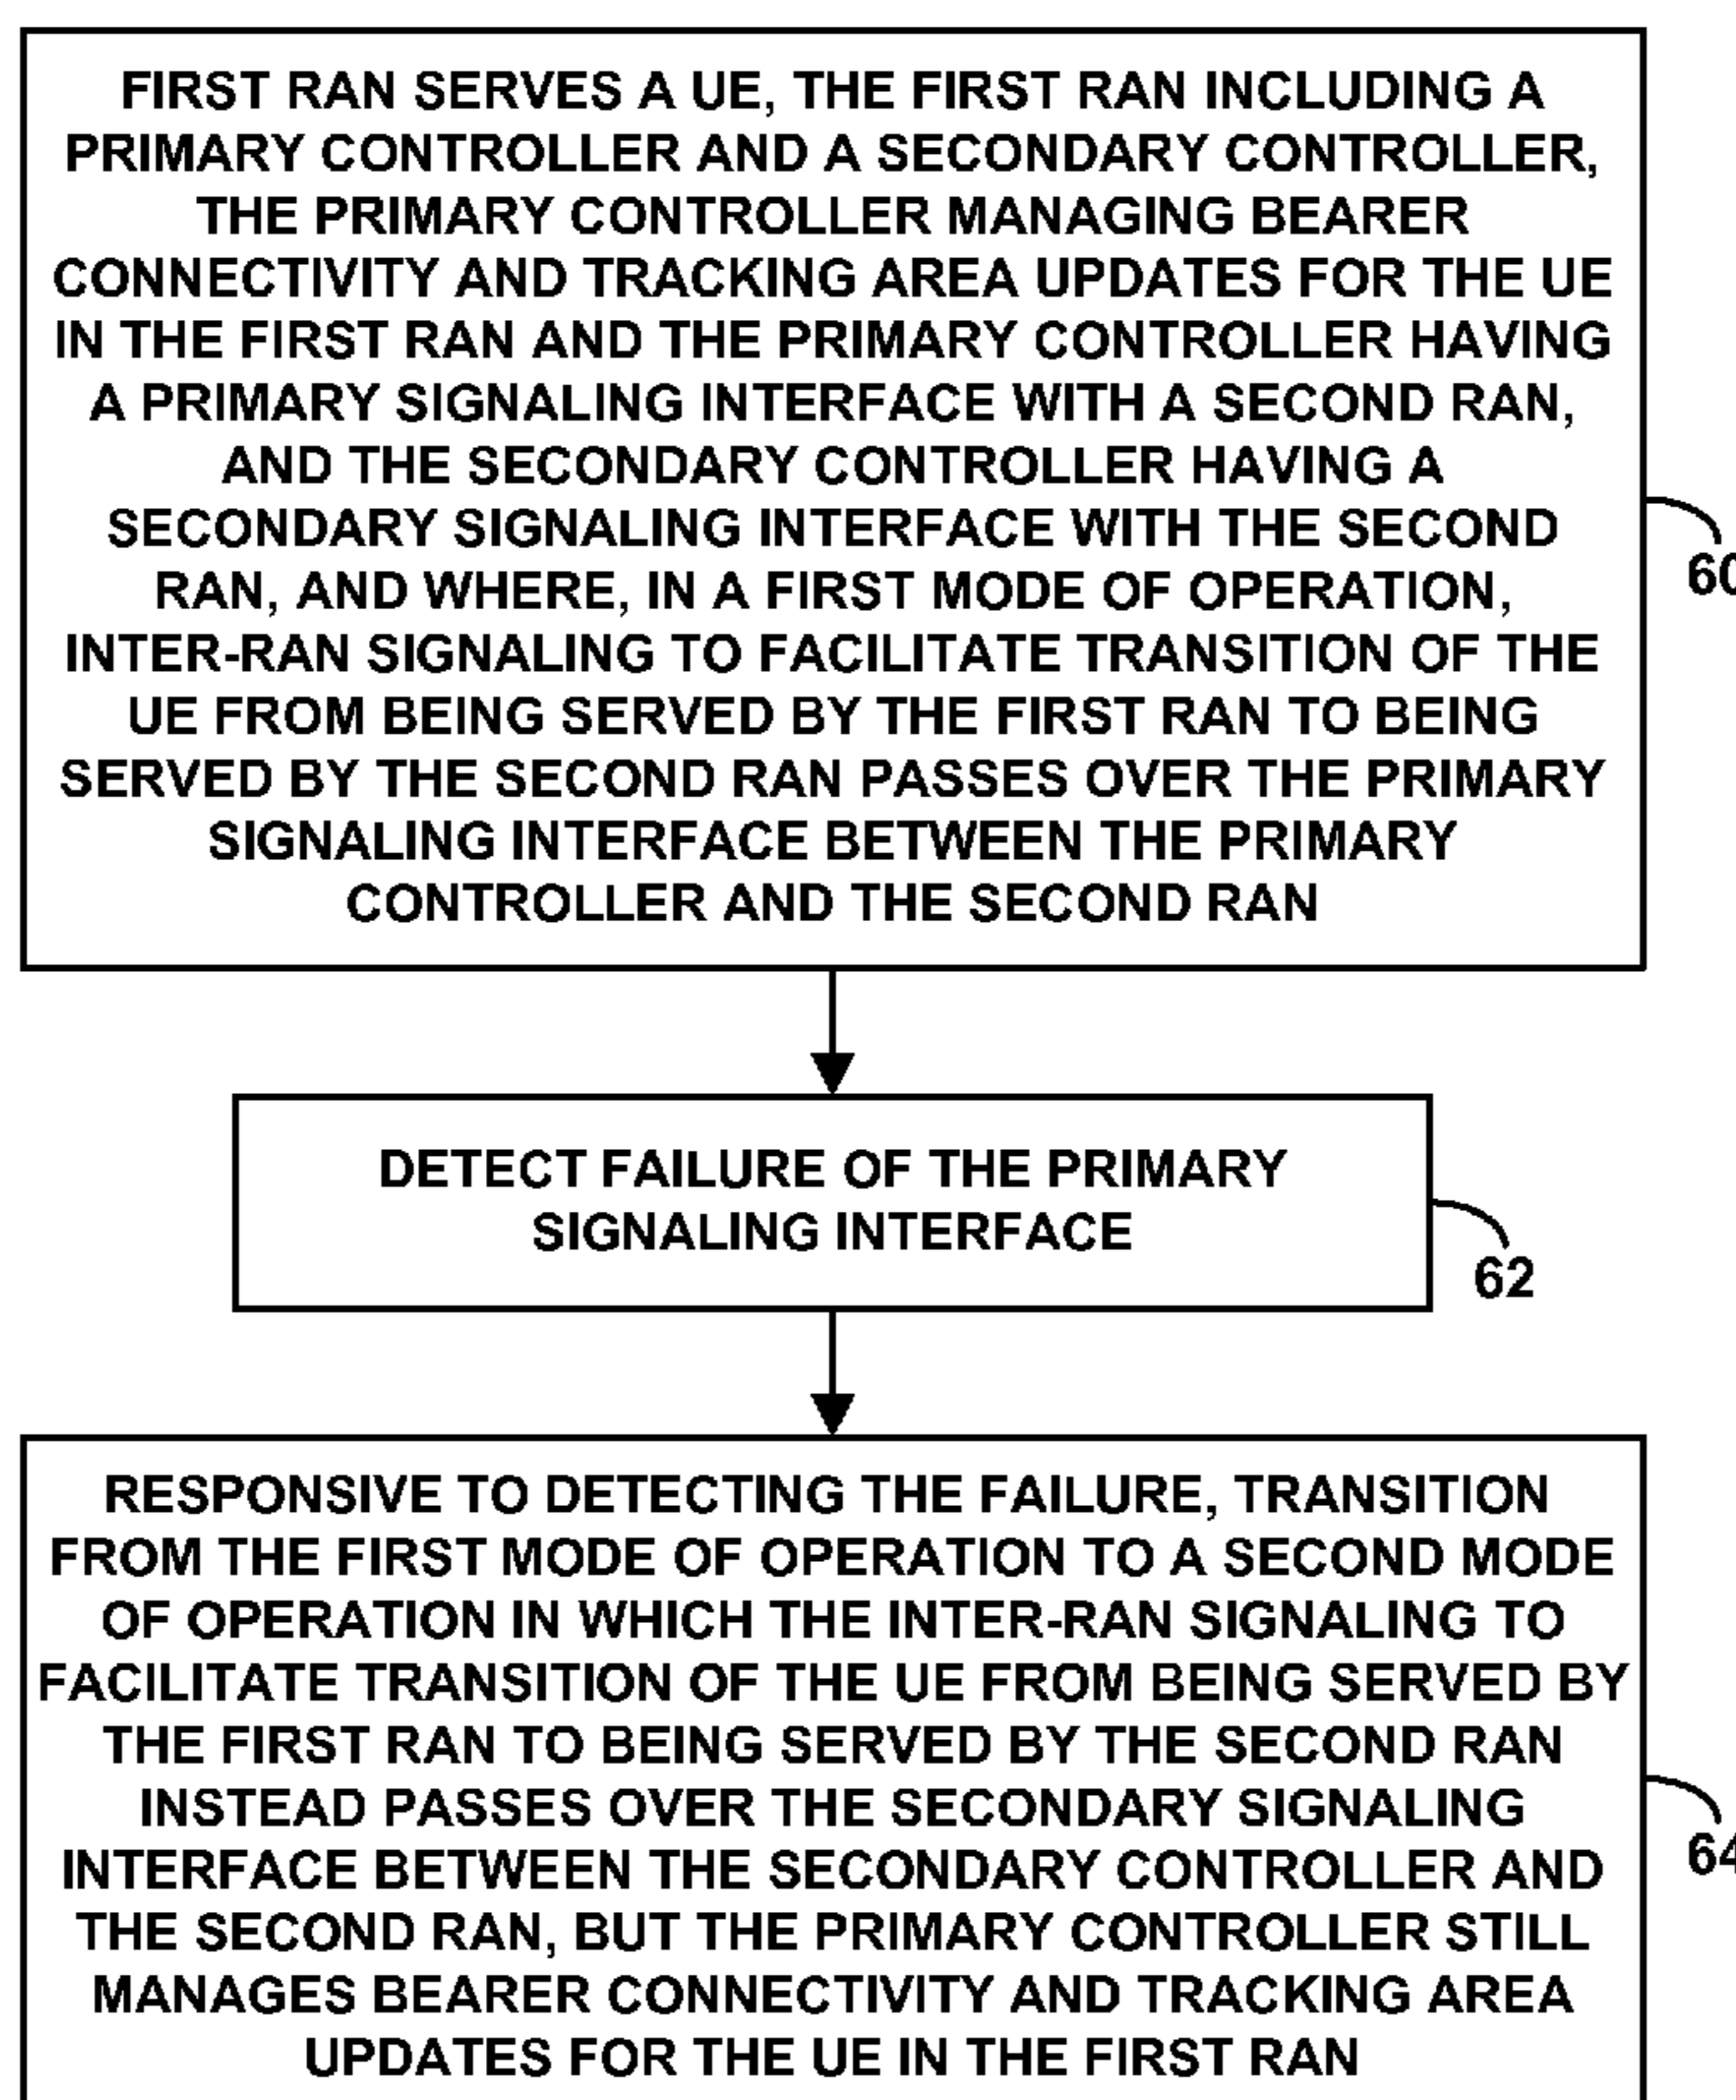 FIRST RAN SERVES A UE, THE FIRST RAN INCLUDING A
PRIMARY CONTROLLER AND A SECONDARY CONTROLLER,
THE PRIMARY CONTROLLER MANAGING BEARER
CONNECTIVITY AND TRACKING AREA UPDATES FOR THE UE
IN THE FIRST RAN AND THE PRIMARY CONTROLLER HAVING
A PRIMARY SIGNALING INTERFACE WITH A SECOND RAN,
AND THE SECONDARY CONTROLLER HAVING A
SECONDARY SIGNALING INTERFACE WITH THE SECOND
RAN, AND WHERE, IN A FIRST MODE OF OPERATION,
INTER-RAN SIGNALING TO FACILITATE TRANSITION OF THE
UE FROM BEING SERVED BY THE FIRST RAN TO BEING
SERVED BY THE SECOND RAN PASSES OVER THE PRIMARY
SIGNALING INTERFACE BETWEEN THE PRIMARY
CONTROLLER AND THE SECOND RAN
60
DETECT FAILURE OF THE PRIMARY
SIGNALING INTERFACE
62
RESPONSIVE TO DETECTING THE FAILURE, TRANSITION
FROM THE FIRST MODE OF OPERATION TO A SECOND MODE
OF OPERATION IN WHICH THE INTER-RAN SIGNALING TO
FACILITATE TRANSITION OF THE UE FROM BEING SERVED BY
THE FIRST RAN TO BEING SERVED BY THE SECOND RAN
INSTEAD PASSES OVER THE SECONDARY SIGNALING
INTERFACE BETWEEN THE SECONDARY CONTROLLER AND
THE SECOND RAN, BUT THE PRIMARY CONTROLLER STILL
MANAGES BEARER CONNECTIVITY AND TRACKING AREA
UPDATES FOR THE UE IN THE FIRST RAN
64